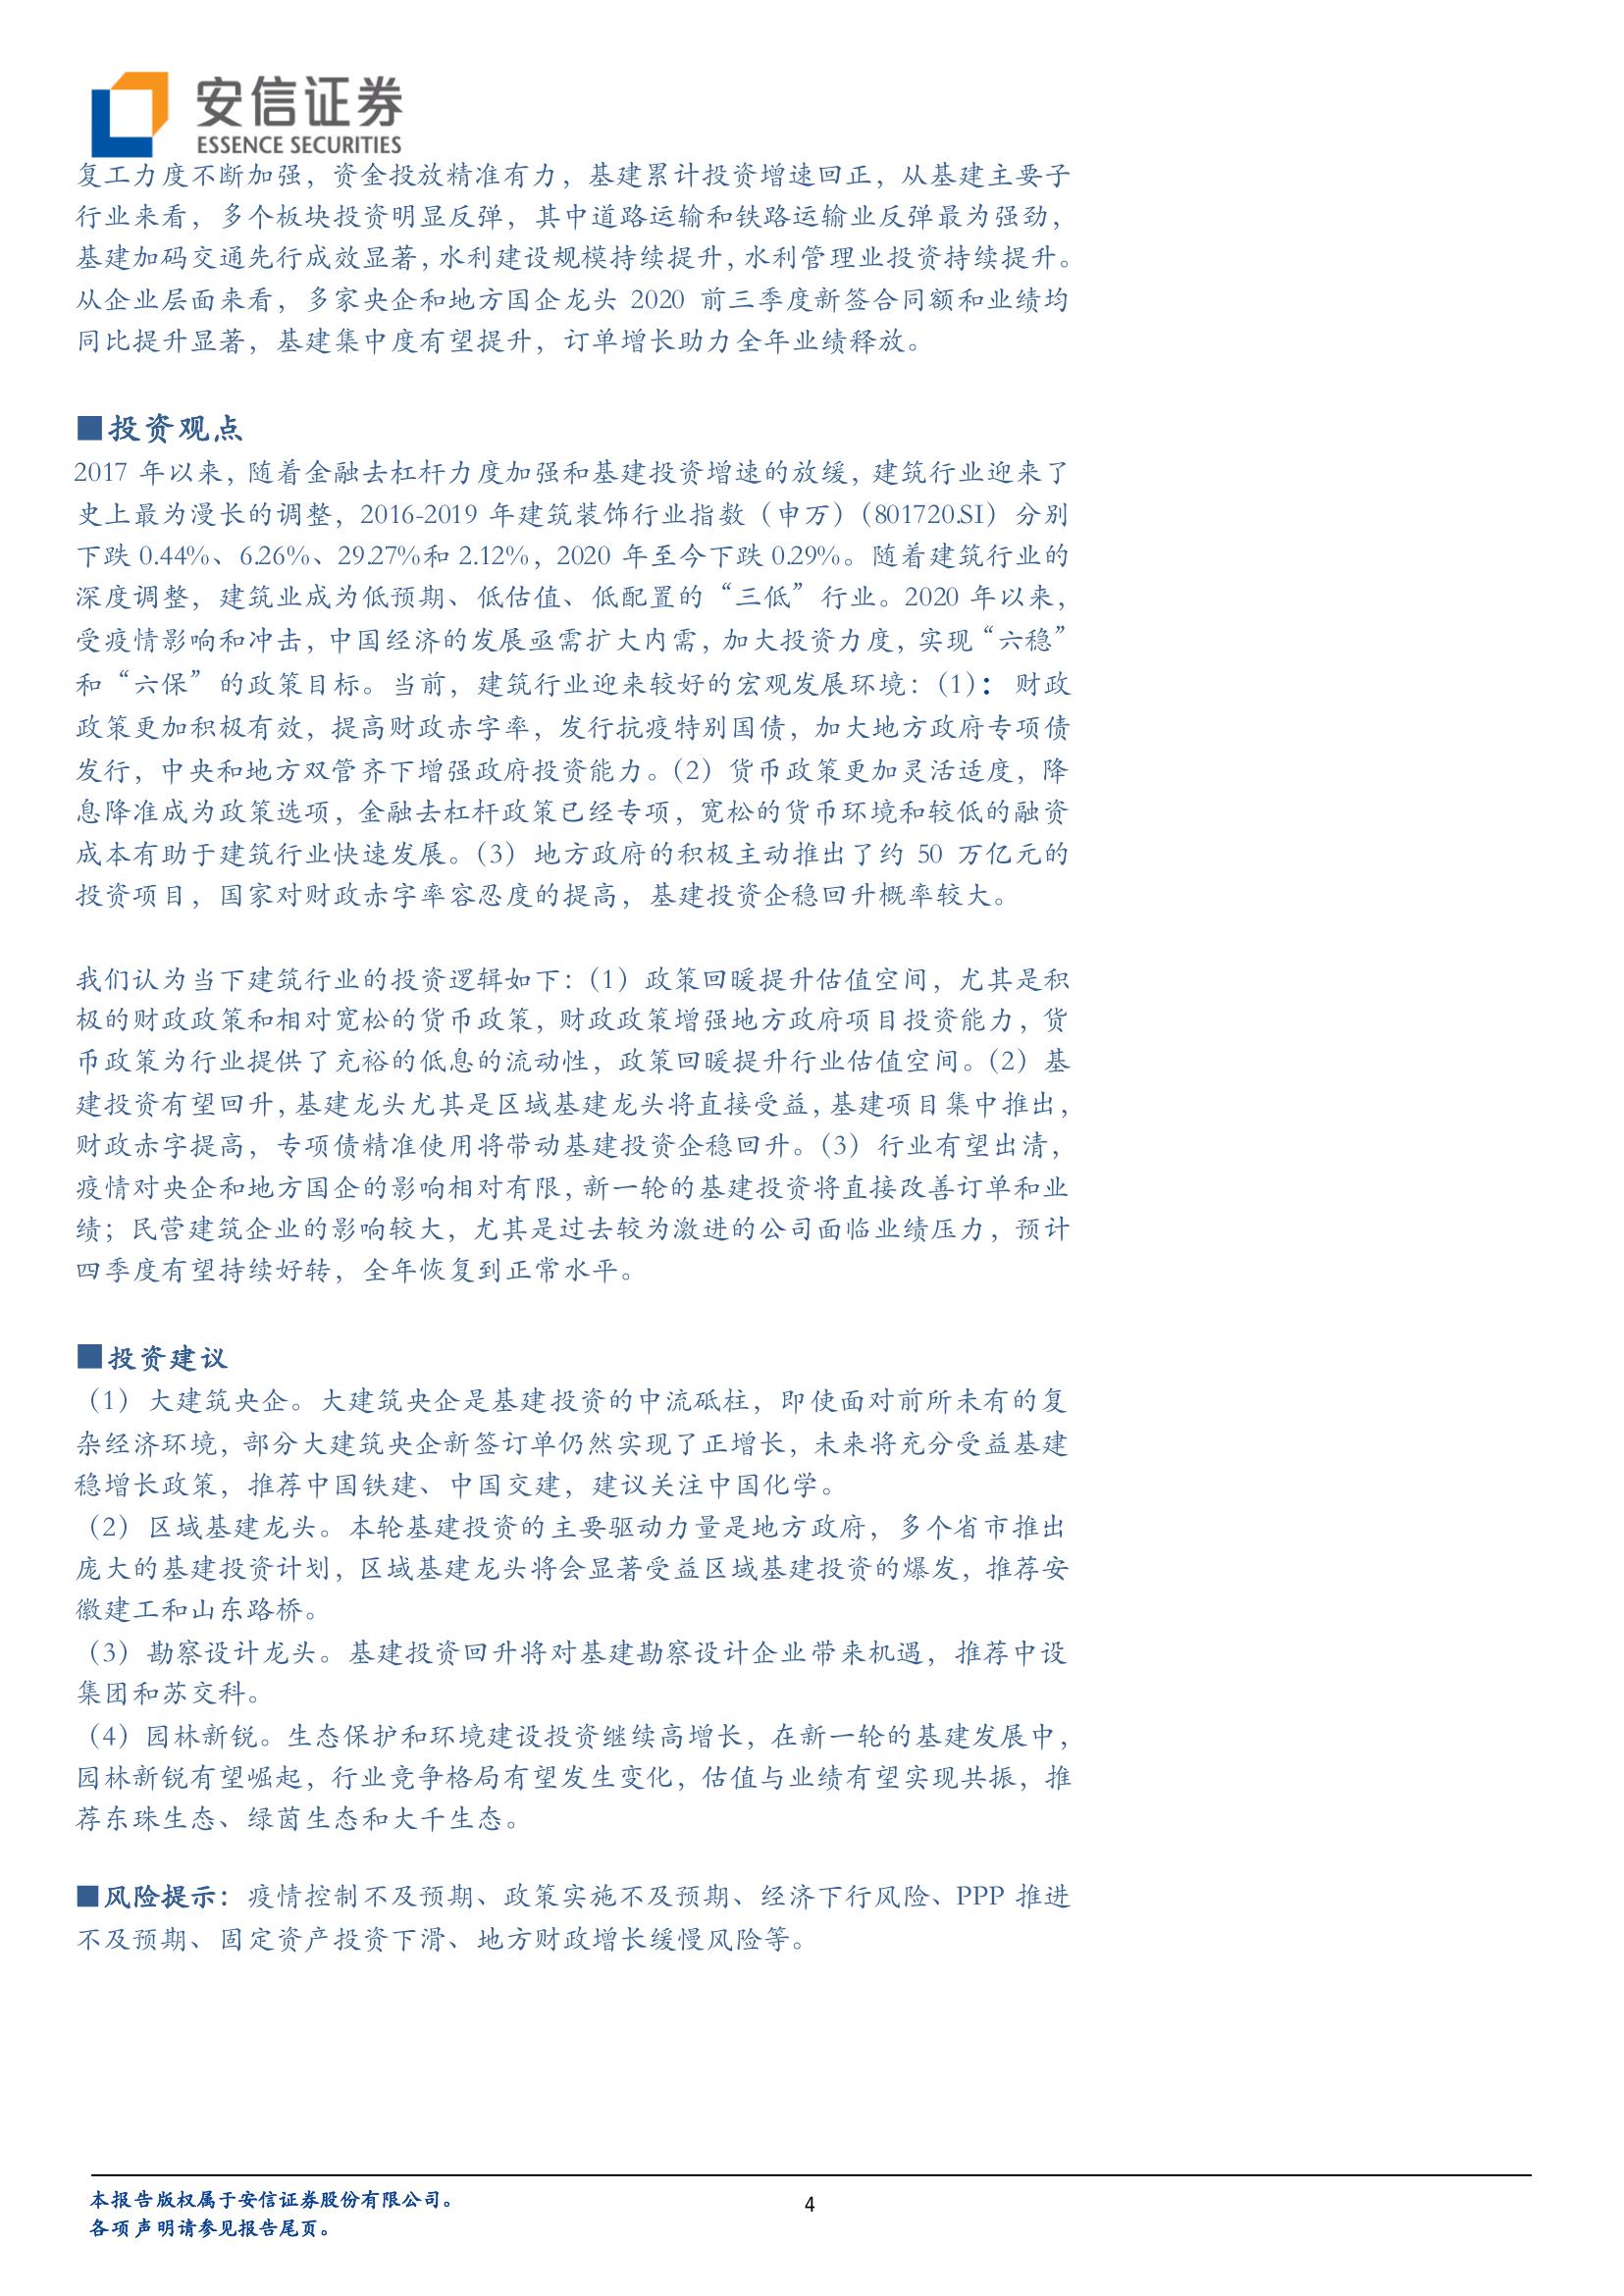 安信证券
ESSENCE SECURITIES
复工力度不断加强，资金投放精准有力，基建累计投资增速回正，从基建主要子
行业来看，多个板块投资明显反弹，其中道路运输和铁路运输业反弹最为强劲，
基建加码交通先行成效显著，水利建设规模持续提升，水利管理业投资持续提升。
从企业层面来看，多家央企和地方国企龙头 2020 前三季度新签合同额和业绩均
同比提升显著，基建集中度有望提升，订单增长助力全年业绩释放。
■投资观点
2017 年以来，随着金融去杠杆力度加强和基建投资增速的放缓，建筑行业迎来了
史上最为漫长的调整，2016-2019 年建筑装饰行业指数（申万）（801720.SI）分别
下跌 0.44%、6.26%、29.27%和 2.12%，2020 年至今下跌 0.29%。随着建筑行业的
深度调整，建筑业成为低预期、低估值、低配置的“三低”行业。2020 年以来，
受疫情影响和冲击，中国经济的发展亟需扩大内需，加大投资力度，实现“六稳”
和“六保”的政策目标。当前，建筑行业迎来较好的宏观发展环境：（1）：财政
政策更加积极有效，提高财政赤字率，发行抗疫特别国债，加大地方政府专项债
发行，中央和地方双管齐下增强政府投资能力。（2）货币政策更加灵活适度，降
息降准成为政策选项，金融去杠杆政策已经专项，宽松的货币环境和较低的融资
成本有助于建筑行业快速发展。（3）地方政府的积极主动推出了约 50 万亿元的
投资项目，国家对财政赤字率容忍度的提高，基建投资企稳回升概率较大。
我们认为当下建筑行业的投资逻辑如下：（1）政策回暖提升估值空间，尤其是积
极的财政政策和相对宽松的货币政策，财政政策增强地方政府项目投资能力，货
币政策为行业提供了充裕的低息的流动性，政策回暖提升行业估值空间。（2）基
建投资有望回升，基建龙头尤其是区域基建龙头将直接受益，基建项目集中推出，
财政赤字提高，专项债精准使用将带动基建投资企稳回升。（3）行业有望出清，
疫情对央企和地方国企的影响相对有限，新一轮的基建投资将直接改善订单和业
绩；民营建筑企业的影响较大，尤其是过去较为激进的公司面临业绩压力，预计
四季度有望持续好转，全年恢复到正常水平。
■投资建议
（1）大建筑央企。大建筑央企是基建投资的中流砥柱，即使面对前所未有的复
杂经济环境，部分大建筑央企新签订单仍然实现了正增长，未来将充分受益基建
稳增长政策，推荐中国铁建、中国交建，建议关注中国化学。
（2）区域基建龙头。本轮基建投资的主要驱动力量是地方政府，多个省市推出
庞大的基建投资计划，区域基建龙头将会显著受益区域基建投资的爆发，推荐安
徽建工和山东路桥。
（3）勘察设计龙头。基建投资回升将对基建勘察设计企业带来机遇，推荐中设
集团和苏交科。
（4）园林新锐。生态保护和环境建设投资继续高增长，在新一轮的基建发展中，
园林新锐有望崛起，行业竞争格局有望发生变化，估值与业绩有望实现共振，推
荐东珠生态、绿茵生态和大千生态。
■风险提示：疫情控制不及预期、政策实施不及预期、经济下行风险、PPP 推进
不及预期、固定资产投资下滑、地方财政增长缓慢风险等。
本报告版权属于安信证券股份有限公司。
4
各项声明请参见报告尾页。